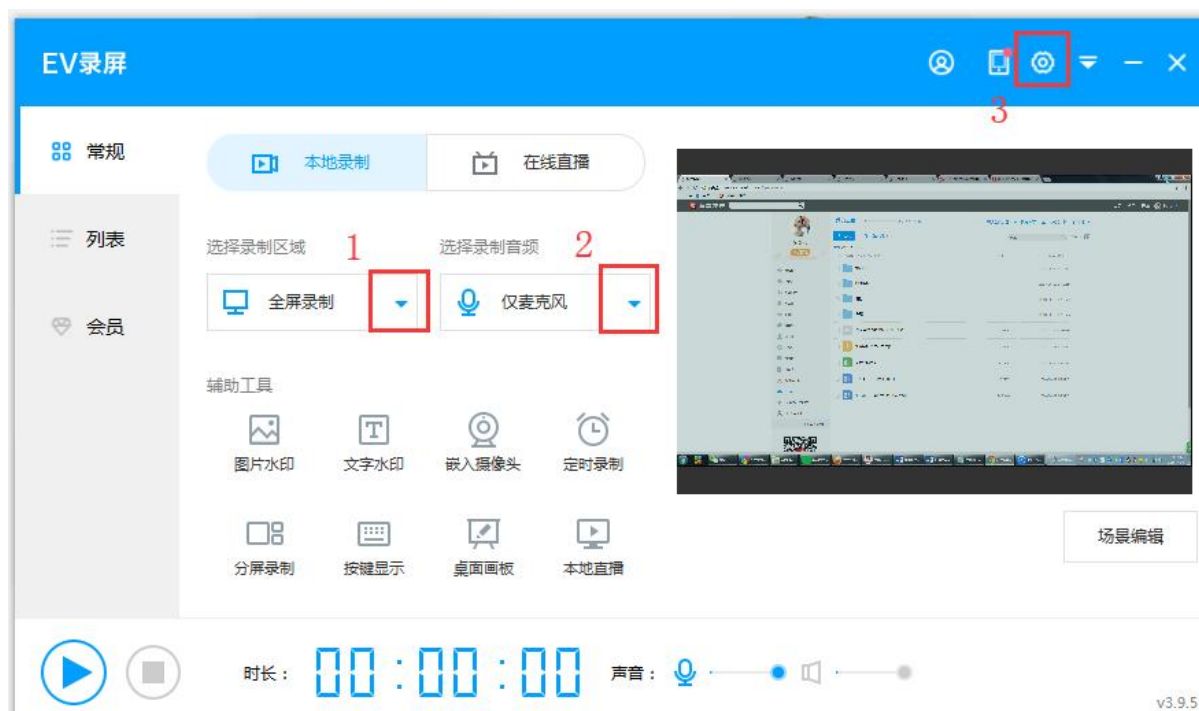 EV录屏
3
常规
本地录制
在线直播
列表
选择录制区域
1
选择录制音频
2
全屏录制
仅麦克风
会员
辅助工具
图片水印
文字水印
嵌入摄像头
定时录制
分屏录制
按键显示
桌面画板
本地直播
场景编辑
时长：
00:00:00
声音：
v3.9.5